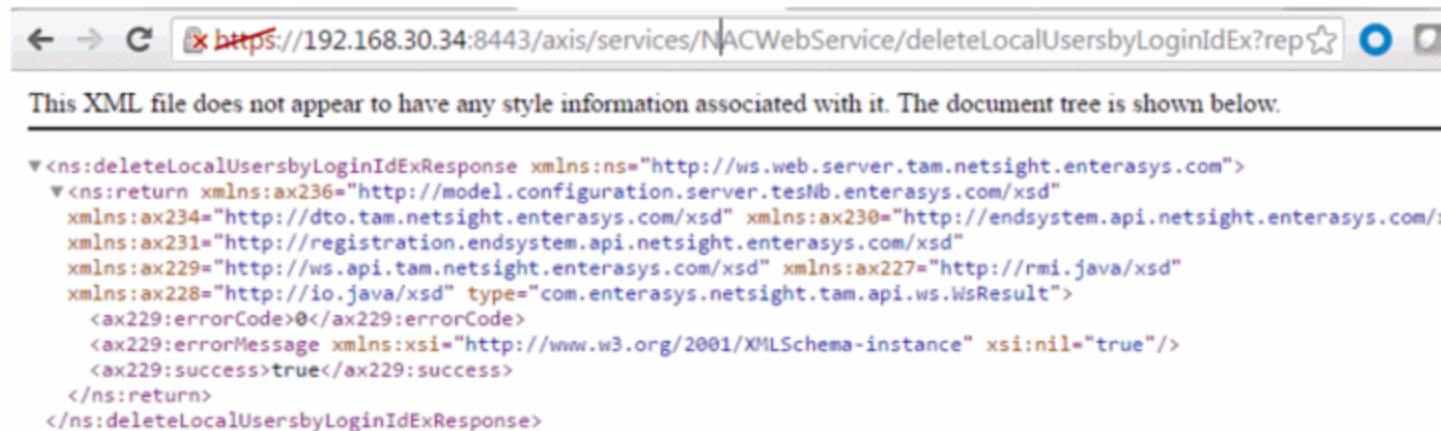 https://192.168.30.34:8443/axis/services/NACWebService/deleteLocalUsersbyLoginIdEx?rep
This XML file does not appear to have any style information associated with it. The document tree is shown below.
▼<ns:deleteLocalUsersbyLoginIdExResponse xmlns:ns="http://ws.web.server.tam.netsight.enterasys.com">
▼<ns:return xmlns:ax236="http://model.configuration.server.tesNb.enterasys.com/xsd"
xmlns:ax234="http://dto.tam.netsight.enterasys.com/xsd" xmlns:ax230="http://endsystem.api.netsight.enterasys.com/
xmlns:ax231="http://registration.endsystem.api.netsight.enterasys.com/xsd"
xmlns:ax229="http://ws.api.tam.netsight.enterasys.com/xsd" xmlns:ax227="http://rmi.java/xsd"
xmlns:ax228="http://io.java/xsd" type="com.enterasys.netsight.tam.api.ws.WsResult">
<ax229:errorCode>0</ax229:errorCode>
<ax229:errorMessage xmlns:xsi="http://www.w3.org/2001/XMLSchema-instance" xsi:nil="true"/>
<ax229:success>true</ax229:success>
</ns:return>
</ns:deleteLocalUsersbyLoginIdExResponse>